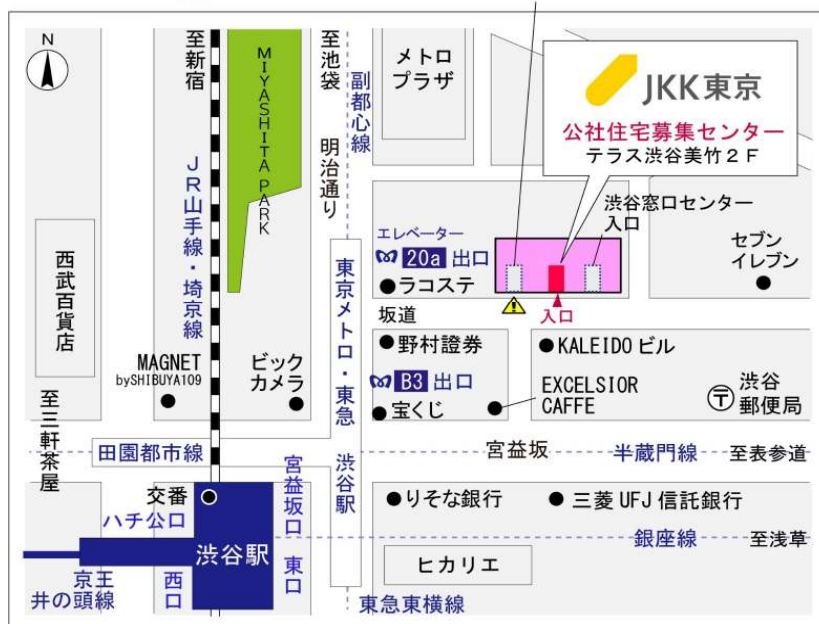 N
至新宿
MIYASHITA PARK
至池袋
明治通り
副都心線
メトロ
プラザ
JKK東京
公社住宅募集センター
テラス渋谷美竹２Ｆ
JR山手線・埼京線
西武百貨店
渋谷窓口センター
入口
エレベーター
20a 出口
ラコステ
セブン
イレブン
坂道
入口
東京メトロ・東急 渋谷駅
野村證券
KALEIDO ビル
MAGNET
bySHIBUYA109
ビック
カメラ
B3 出口
宝くじ
EXCELSIOR
CAFFE
〒 渋谷
郵便局
至三軒茶屋
田園都市線
宮益坂
半蔵門線
至表参道
交番
ハチ公口
宮益坂口
りそな銀行
三菱 UFJ 信託銀行
渋谷駅
西口
東口
銀座線
至浅草
京王
井の頭線
ヒカリエ
東急東横線